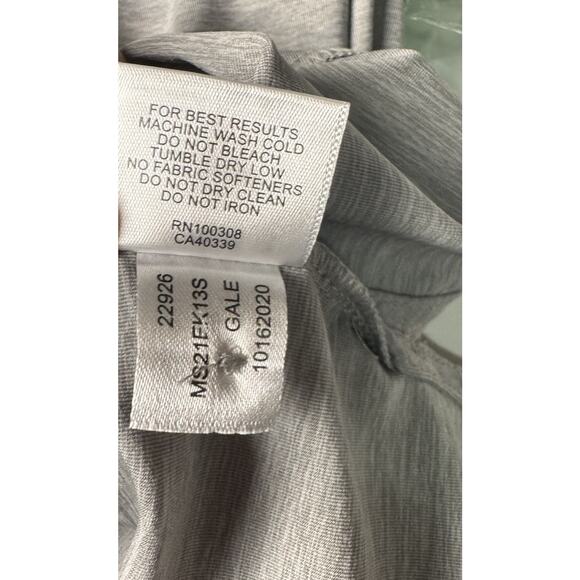 FOR BEST RESULTS
MACHINE WASH COLD
DO NOT BLEACH
TUMBLE DRY LOW
NO FABRIC SOFTENERS
DO NOT DRY CLEAN
DO NOT IRON
RN100308
CA40339
22926
MS21EK13S
GALE
10162020